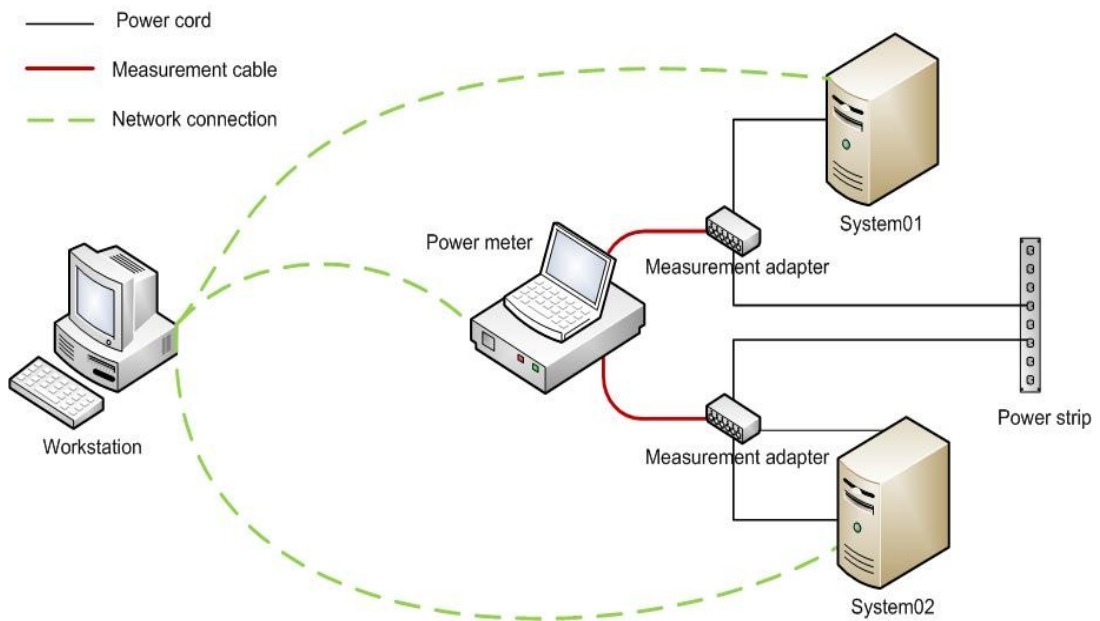 Power cord
Measurement cable
Network connection
System01
Power meter
Measurement adapter
Power strip
Workstation
Measurement adapter
System02